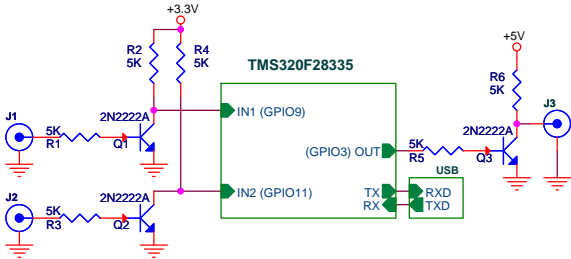 +3.3V
R2
5K
R4
5K
TMS320F28335
+5V
R6
5K
J1
5K
R1
2N2222A
Q1
IN1 (GPIO9)
(GPIO3) OUT
5K
R5
2N2222A
Q3
J3
J2
5K
R3
2N2222A
Q2
IN2 (GPIO11)
TX
RX
USB
RXD
TXD